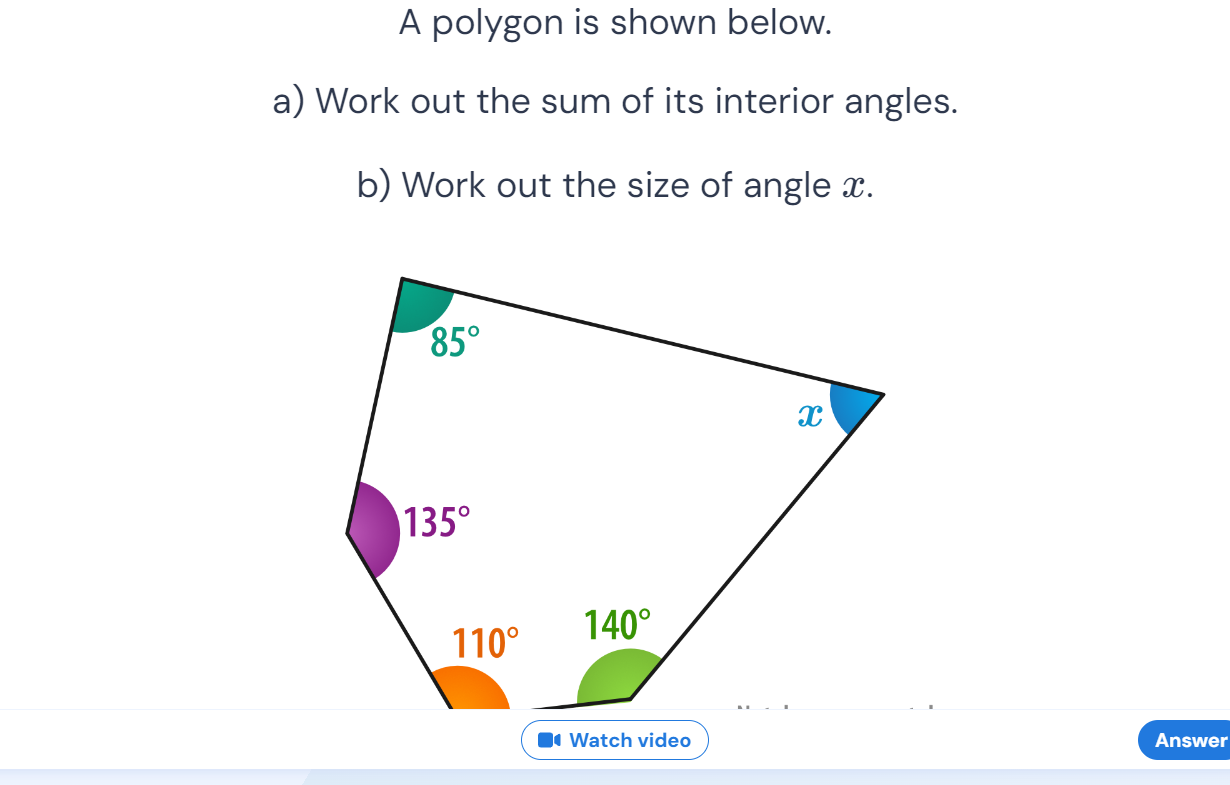 A polygon is shown below.
a) Work out the sum of its interior angles.
b) Work out the size of angle x.
85°
x
135°
140°
110°
Watch video
Answer